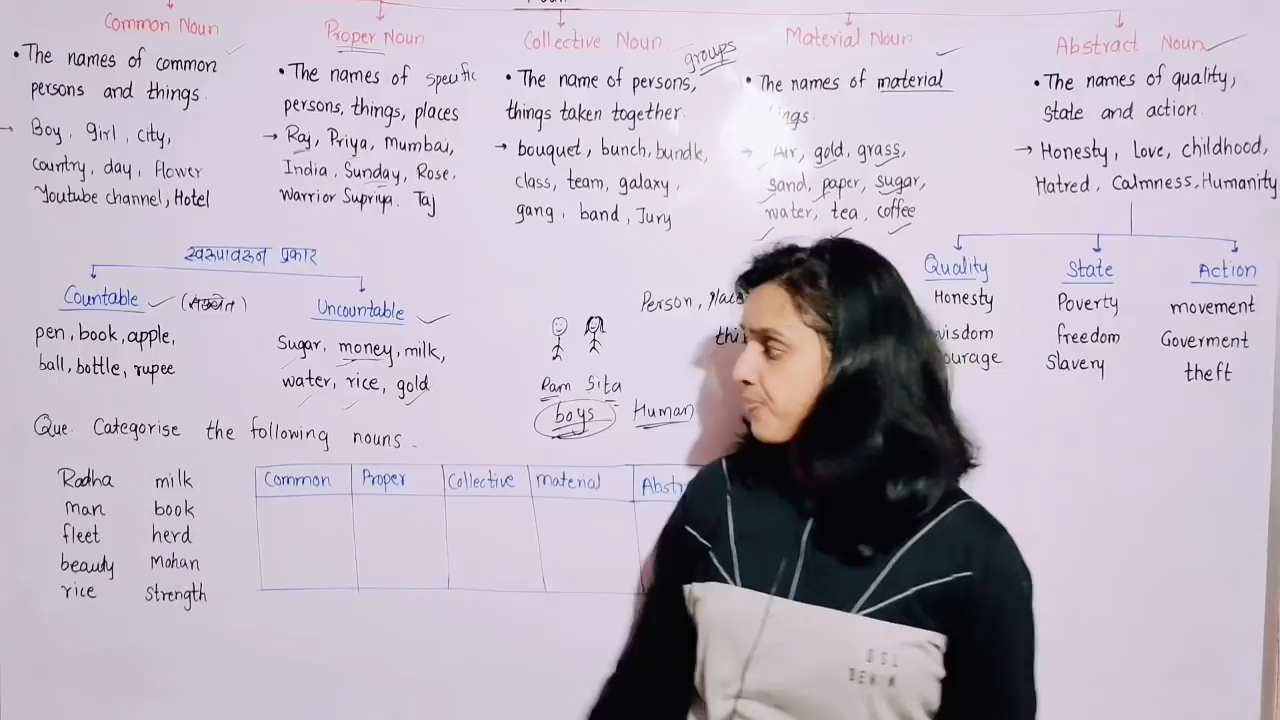 Common Noun
• The names of common
persons and things.
→ Boy, girl, city,
country, day, flower
Youtube channel, Hotel
Proper Noun
• The names of specific
persons, things, places
→ Raj, Priya, Mumbai,
India, Sunday, Rose.
Warrior Supriya. Taj
Collective Noun
groups
• The name of persons,
things taken together.
→ bouquet, bunch, bundle,
class, team, galaxy,
gang, band, Jury
Material Noun
• The names of material
→ Air, gold, grass,
sand, paper, sugar,
water, tea, coffee
Abstract Noun
• The names of quality,
state and action.
→ Honesty, Love, childhood,
Hatred, Calmness, Humanity
Quality
Honesty
State
Poverty
freedom
Slavery
Action
movement
Goverment
theft
प्रकार
Countable
pen, book, apple,
ball, bottle, rupee
Uncountable
Sugar, money, milk,
water, rice, gold
Person,
Ram Sita
boys Human
Que. Categorise the following nouns.
Radha milk
man book
fleet herd
beauty Mohan
rice strength
Common Proper Collective material